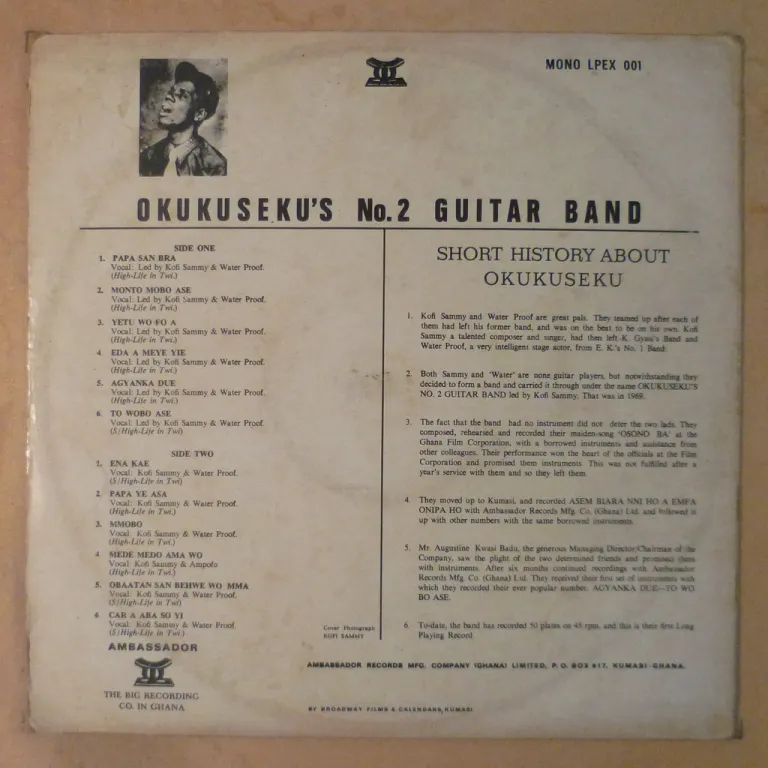 MONO LPEX 001
OKUKUSEKU'S No.2 GUITAR BAND
SIDE ONE
1. PAPA SAN BRA
Vocal: Led by Kofi Sammy & Water Proof.
(High-Life in Twi.)
2. MONTO MOBO ASE
Vocal: Led by Kofi Sammy & Water Proof.
(High-Life in Twi.)
3. YETU WO FO A
Vocal: Led by Kofi Sammy & Water Proof.
(High-Life in Twi.)
4 EDA A MEYE YIE
Vocal: Led by Kofi Sammy & Water Proof.
(High-Life in Twi.)
5. AGYANKA DUE
Vocal: Led by Kofi Sammy & Water Proof.
(High-Life in Twi.)
6. TO WOBO ASE
Vocal: Led by Kofi Sammy & Water Proof.
(S/High-Life in Twi)
SIDE TWO
1. ENA KAE
Vocal: Kofi Sammy & Water Proof.
(S/High-Life in Twi)
2. PAPA YE ASA
Vocal: Kofi Sammy & Water Proof.
(High-Life in Twi.)
3. MMOBO
Vocal: Kofi Sammy & Water Proof.
(High-Life in Twi.)
4 MEDE MEDO AMA WO
Vocal: Kofi Sammy & Ampofo
(High-Life in Twi.)
5. OBAATAN SAN BEHWE WO MMA
Vocal: Kofi Sammy & Water Proof.
(S/High-Life in Twi)
6. CAR A ABA SO YI
Vocal: Kofi Sammy & Water Proof.
(S/High-Life in Twi.)
AMBASSADOR
THE BIG RECORDING
CO. IN GHANA
Cover Photograph
KOFI SAMMY
SHORT HISTORY ABOUT
OKUKUSEKU
1. Kofi Sammy and Water Proof are great pals. They teamed up after each of
them had left his former band, and was on the beat to be on his own. Kofi
Sammy a talented composer and singer, had then left K. Gyasi's Band and
Water Proof, a very intelligent stage actor, from E. K.'s No. 1 Band.
2. Both Sammy and 'Water' are none guitar players, but notwithstanding they
decided to form a band and carried it through under the name OKUKUSEKU'S
NO. 2 GUITAR BAND led by Kofi Sammy. That was in 1969.
3. The fact that the band had no instrument did not deter the two lads. They
composed, rehearsed and recorded their maiden-song 'OSONO BA' at the
Ghana Film Corporation, with a borrowed instruments and assistance from
other colleagues. Their performance won the heart of the officials at the Film
Corporation and promised them instruments. This was not fulfilled after a
year's service with them and so they left them.
4. They moved up to Kumasi, and recorded ASEM BIARA NNI HO A EMFA
ONIPA HO with Ambassador Records Mfg. Co. (Ghana) Ltd. and followed it
up with other numbers with the same borrowed instruments.
5. Mr. Augustine Kwasi Badu, the generous Managing Director/Chairman of the
Company, saw the plight of the two determined friends and promised them
with instruments. After six months continued recordings with Ambassador
Records Mfg. Co. (Ghana) Ltd. They received their first set of instruments with
which they recorded their ever popular number, AGYANKA DUE—TO WO
BO ASE.
6. To-date, the band has recorded 50 plates on 45 rpm, and this is their first Long
Playing Record.
AMBASSADOR RECORDS MFG. COMPANY (GHANA) LIMITED, P. O. BOX 617, KUMASI-GHANA.
BY BROADWAY FILMS & CALENDARS, KUMASI